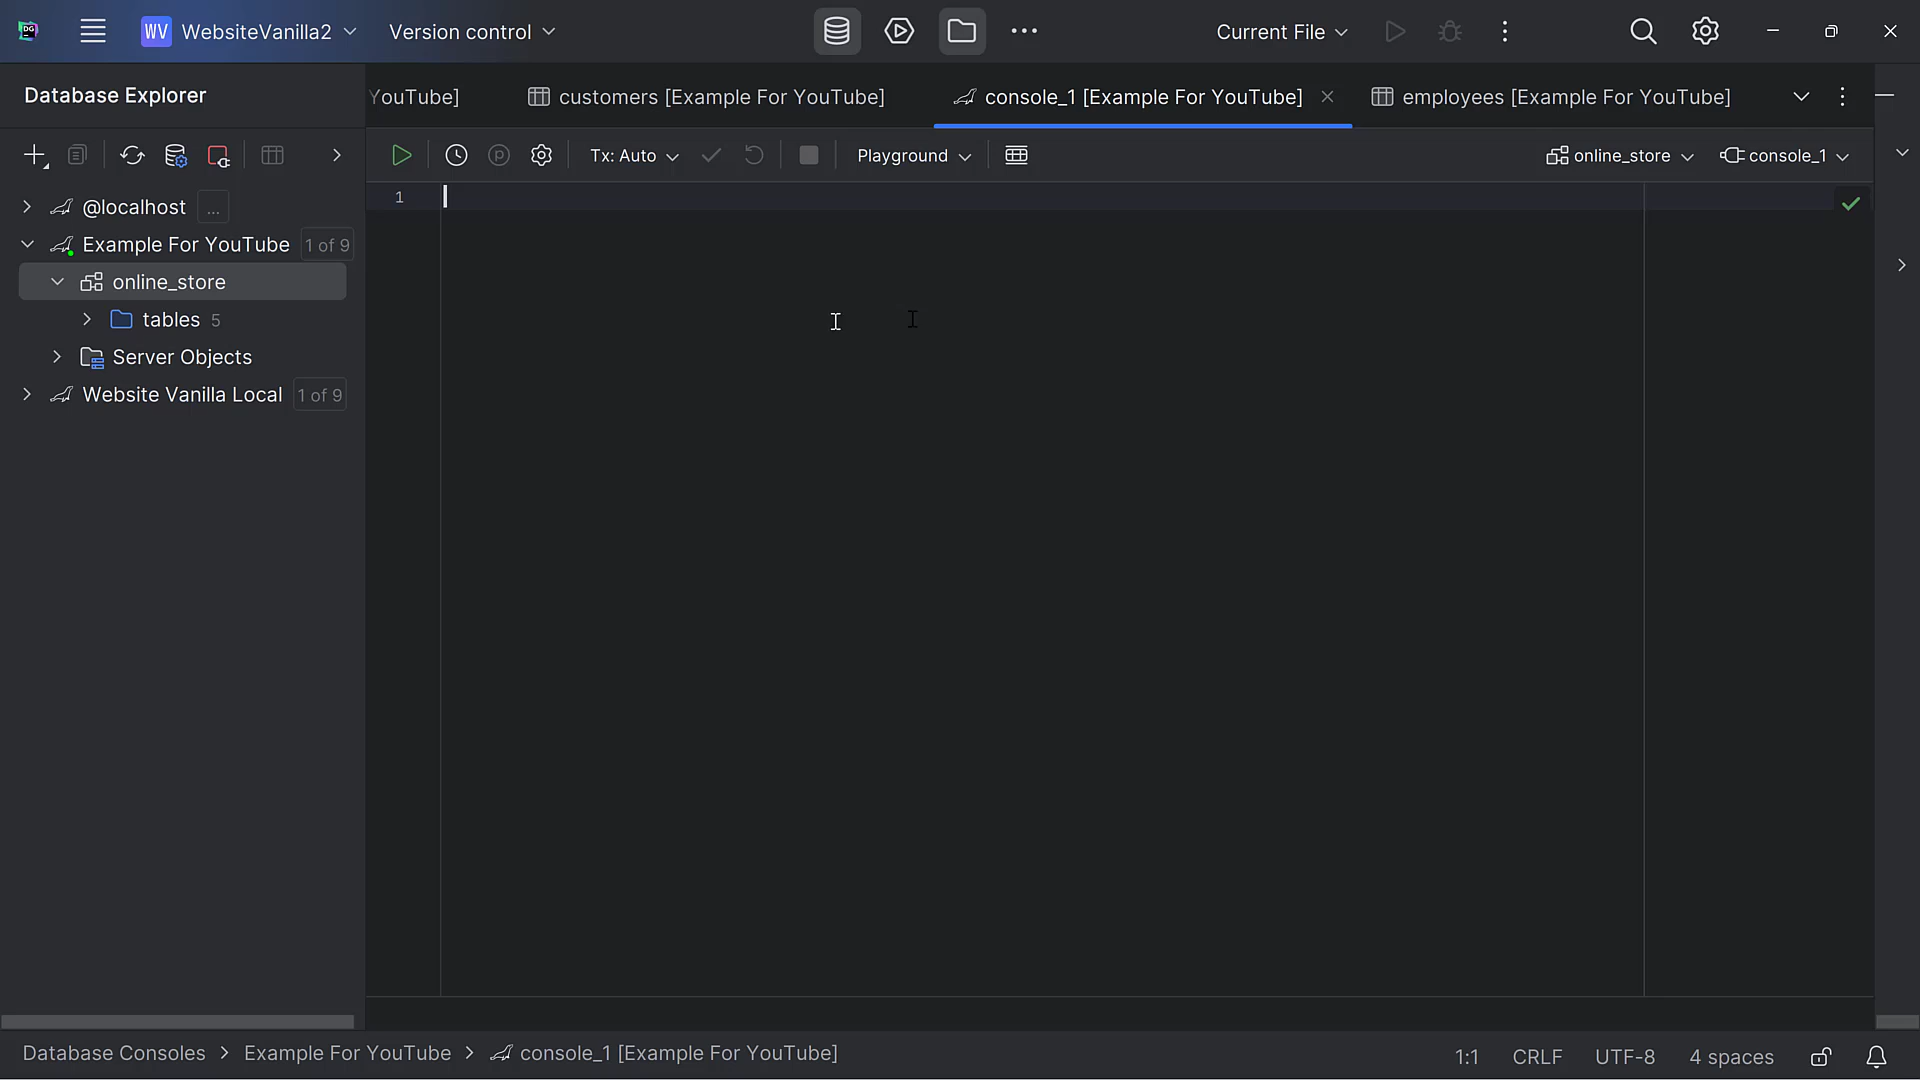 DG
WV WebsiteVanilla2
Version control
Current File
Database Explorer
YouTube]
customers [Example For YouTube]
console_1 [Example For YouTube]
employees [Example For YouTube]
Tx: Auto
Playground
online_store
console_1
@localhost ...
Example For YouTube 1 of 9
online_store
tables 5
Server Objects
Website Vanilla Local 1 of 9
1
Database Consoles > Example For YouTube > console_1 [Example For YouTube]
1:1 CRLF UTF-8 4 spaces